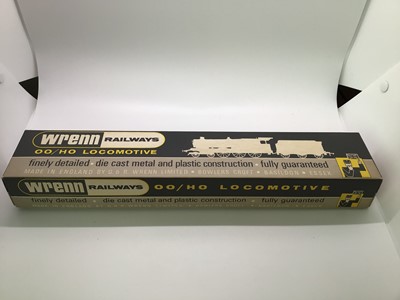 Wrenn RAILWAYS
OO/HO LOCOMOTIVE
finely detailed · die cast metal and plastic construction · fully guaranteed
MADE IN ENGLAND BY G & R WRENN LIMITED · BOWLERS CROFT · BASILDON · ESSEX
Wrenn RAILWAYS OO/HO LOCOMOTIVE
finely detailed · die cast metal and plastic construction · fully guaranteed